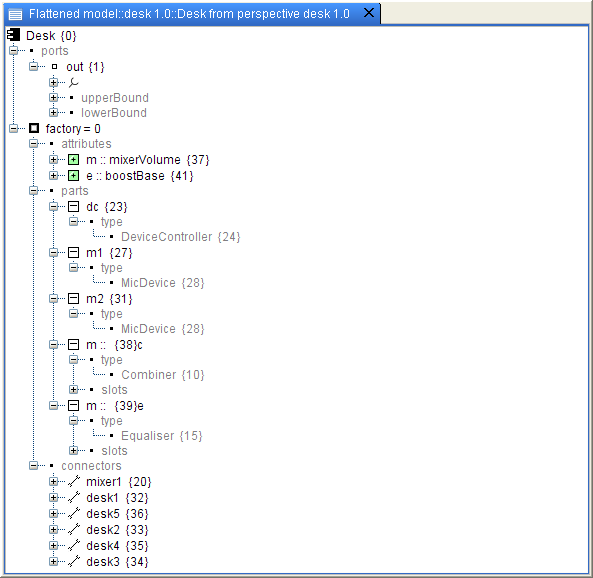 Flattened model::desk 1.0::Desk from perspective desk 1.0
Desk {0}
ports
out {1}
upperBound
lowerBound
factory = 0
attributes
m :: mixerVolume {37}
e :: boostBase {41}
parts
dc {23}
type
DeviceController {24}
m1 {27}
type
MicDevice {28}
m2 {31}
type
MicDevice {28}
m :: {38}c
type
Combiner {10}
slots
m :: {39}e
type
Equaliser {15}
slots
connectors
mixer1 {20}
desk1 {32}
desk5 {36}
desk2 {33}
desk4 {35}
desk3 {34}